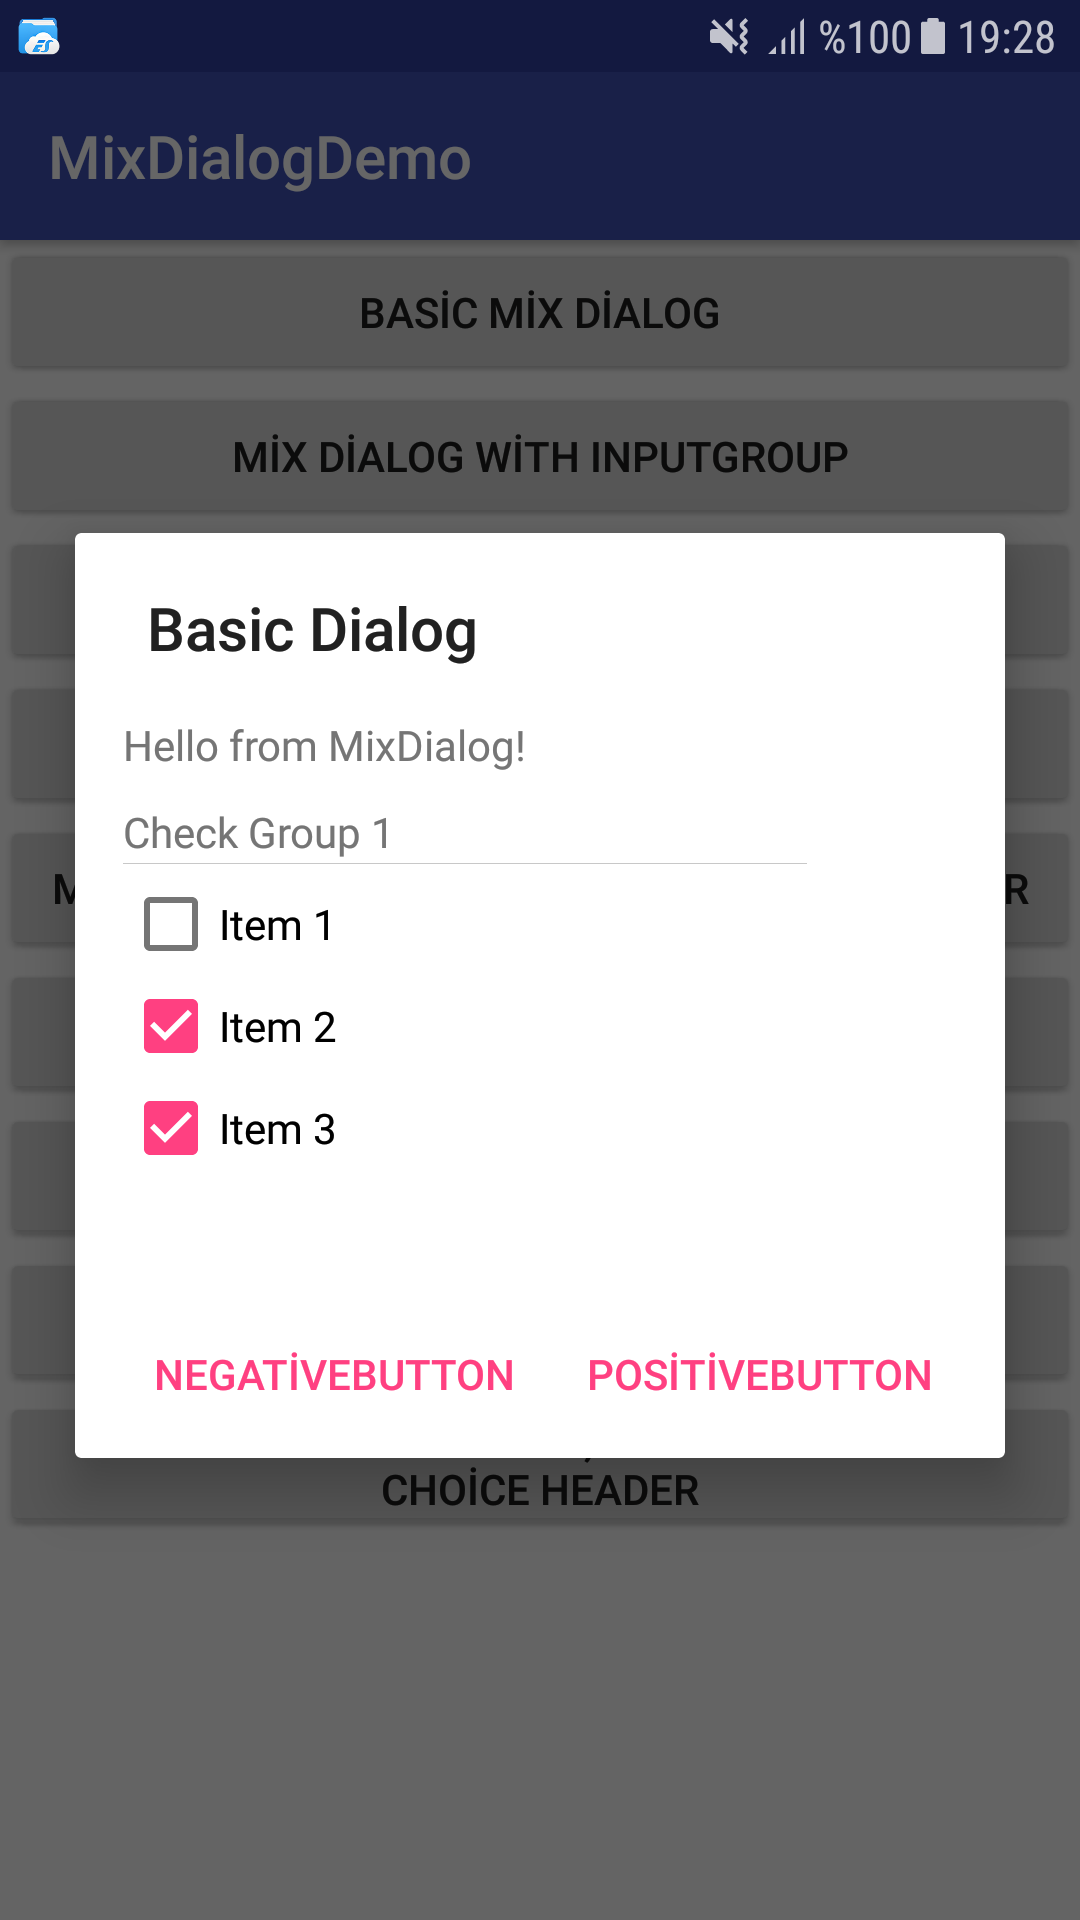 %100 19:28
MixDialogDemo
BASİC MİX DİALOG
MİX DİALOG WİTH INPUTGROUP
Basic Dialog
Hello from MixDialog!
Check Group 1
Item 1
Item 2
Item 3
NEGATİVEBUTTON POSİTİVEBUTTON
CHOİCE HEADER